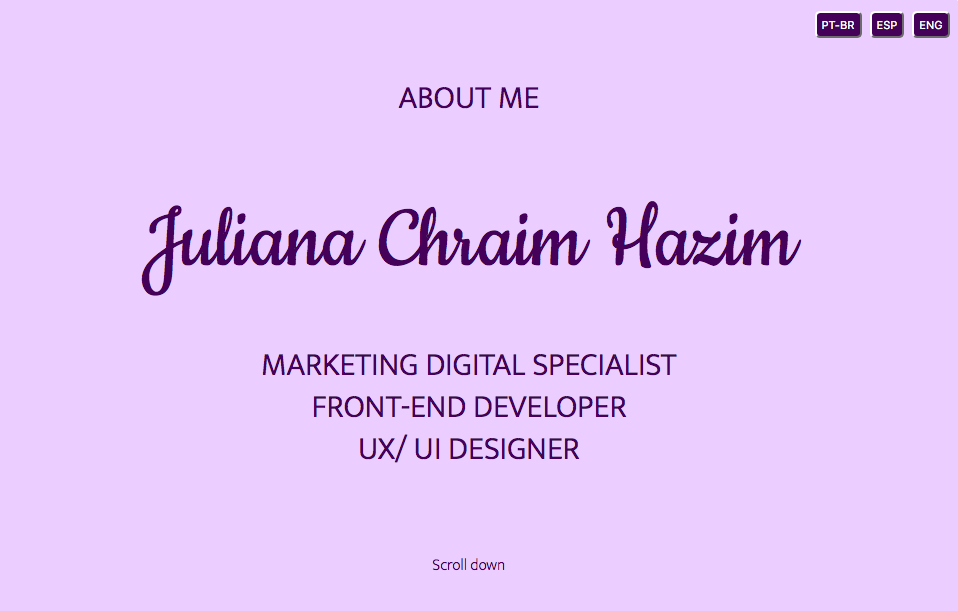 PT-BR ESP ENG
ABOUT ME
Juliana Chraim Hazim
MARKETING DIGITAL SPECIALIST
FRONT-END DEVELOPER
UX/ UI DESIGNER
Scroll down